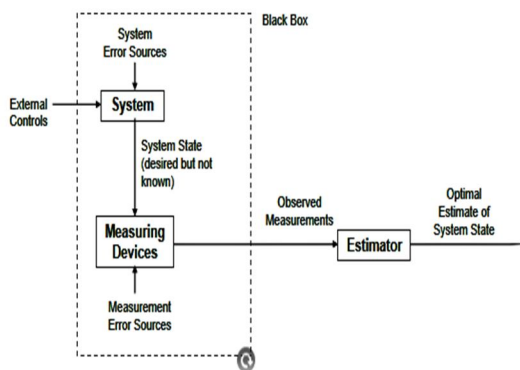 System
Error Sources
Black Box
External
Controls
System
System State
(desired but not
known)
Measuring
Devices
Measurement
Error Sources
Observed
Measurements
Estimator
Optimal
Estimate of
System State